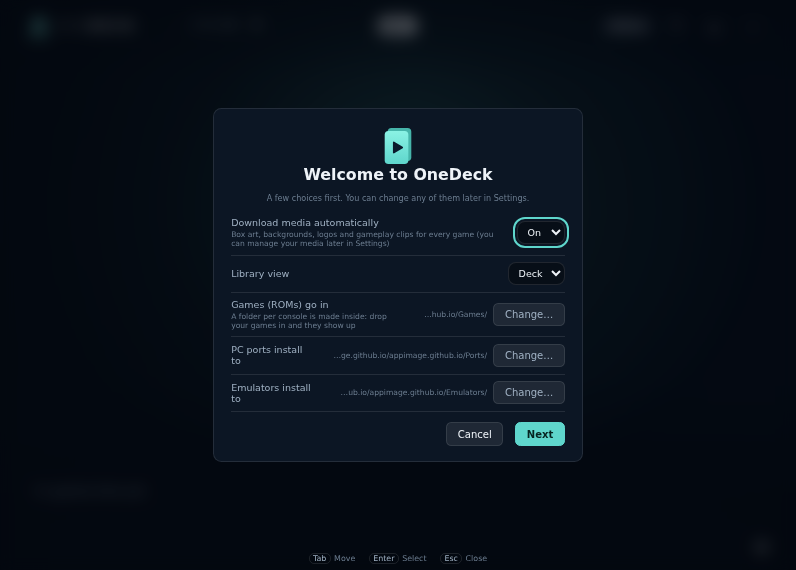 Welcome to OneDeck
A few choices first. You can change any of them later in Settings.
Download media automatically
Box art, backgrounds, logos and gameplay clips for every game (you
can manage your media later in Settings)
On
Library view
Deck
Games (ROMs) go in
A folder per console is made inside: drop
your games in and they show up
...hub.io/Games/
Change...
PC ports install
to
...ge.github.io/appimage.github.io/Ports/
Change...
Emulators install
to
...ub.io/appimage.github.io/Emulators/
Change...
Cancel
Next
Tab Move Enter Select Esc Close